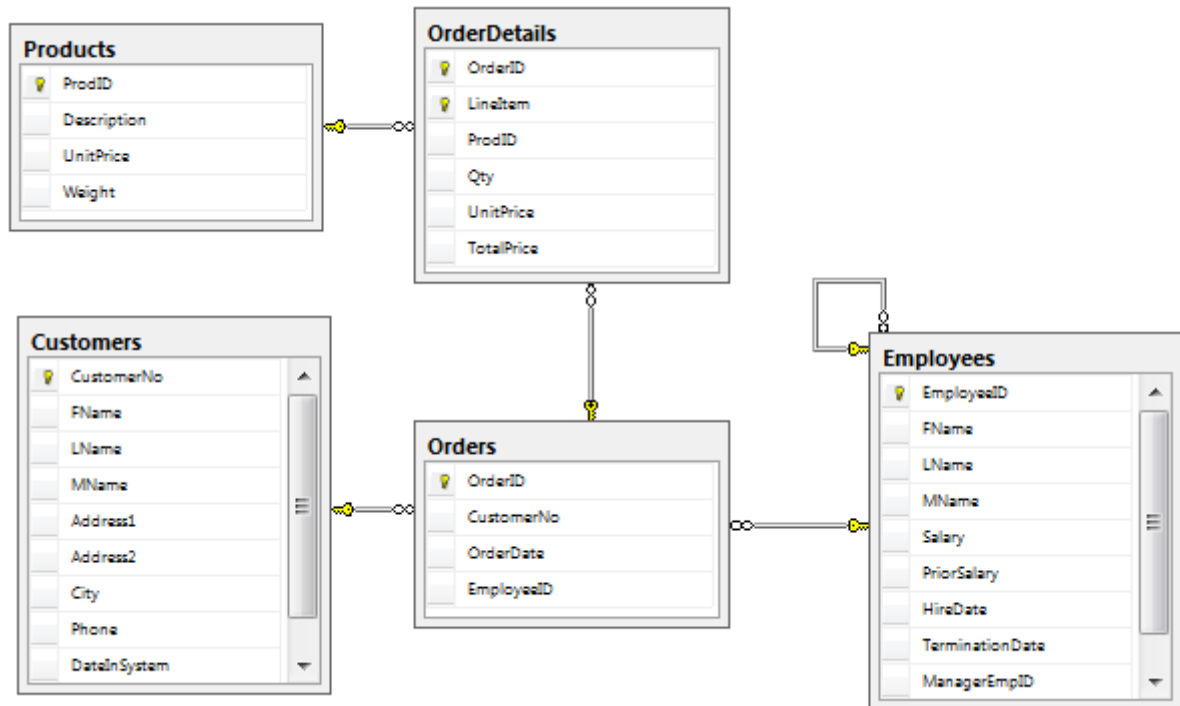 Products
ProdID
Description
UnitPrice
Weight
OrderDetails
OrderID
LineItem
ProdID
Qty
UnitPrice
TotalPrice
Customers
CustomerNo
FName
LName
MName
Address1
Address2
City
Phone
DateInSystem
Orders
OrderID
CustomerNo
OrderDate
EmployeeID
Employees
EmployeeID
FName
LName
MName
Salary
PriorSalary
HireDate
TerminationDate
ManagerEmpID